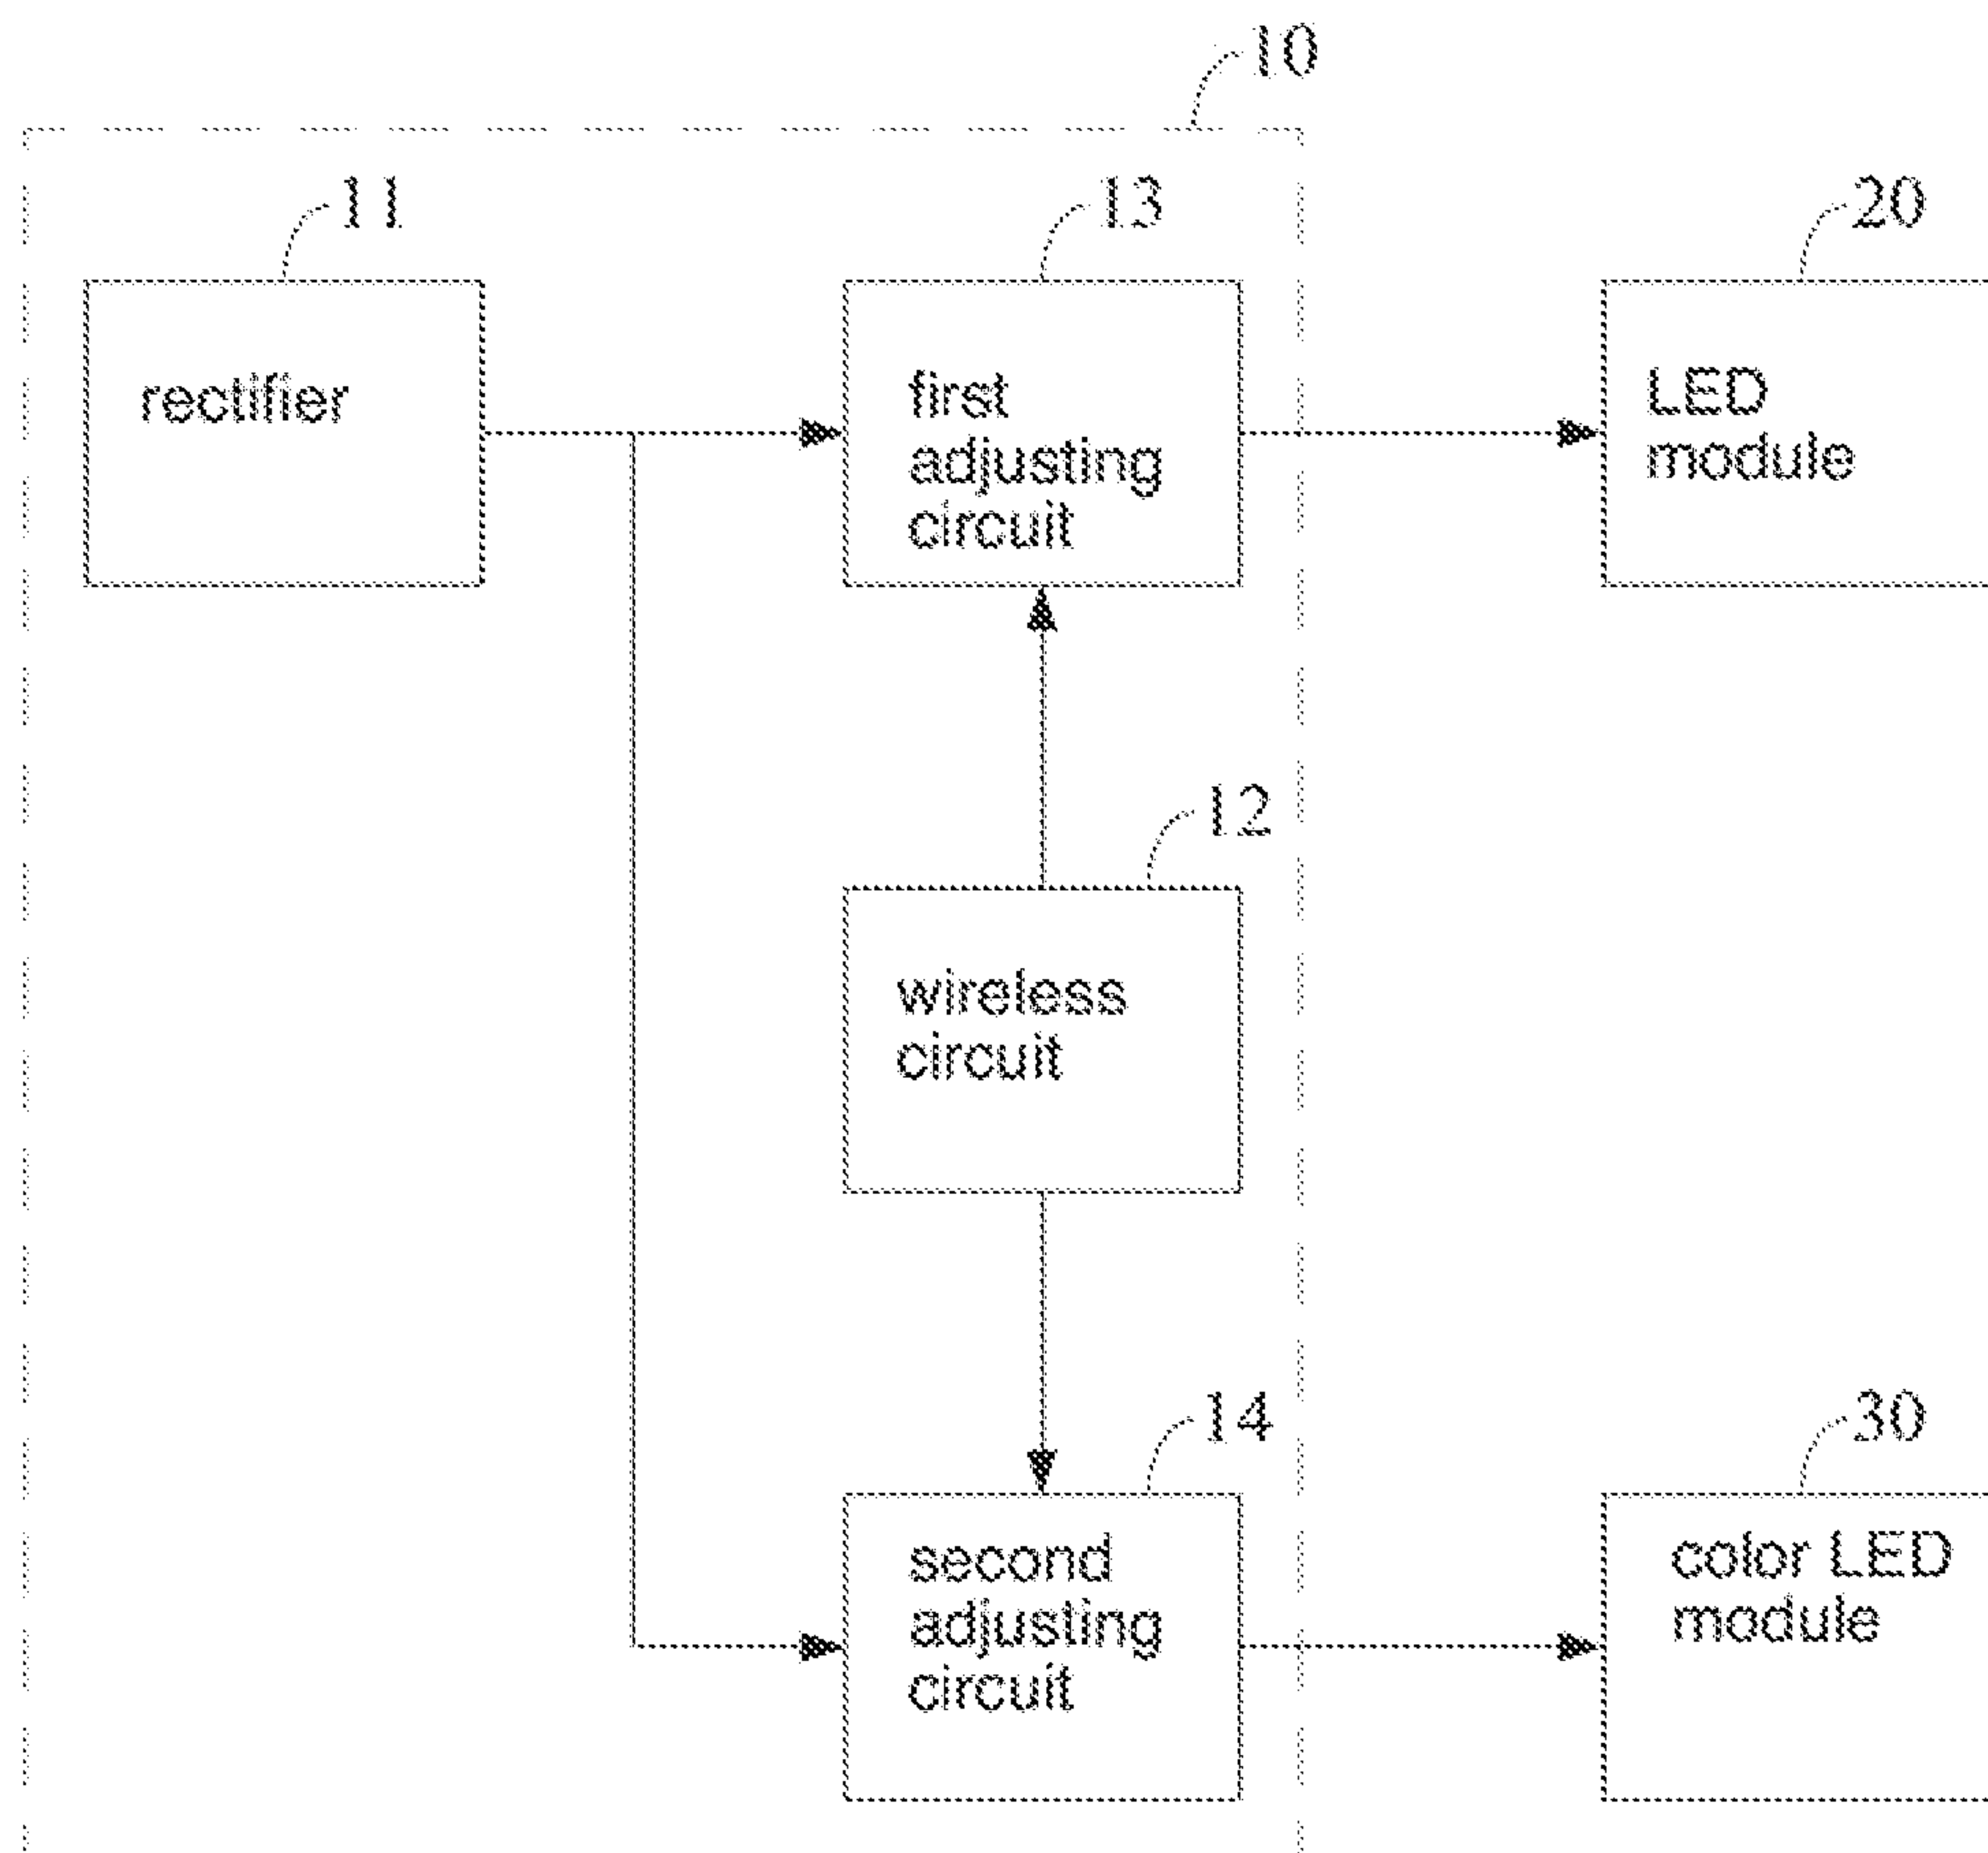 10
11
13
20
rectifier
first
adjusting
circuit
LED
module
12
wireless
circuit
14
30
second
adjusting
circuit
color LED
module